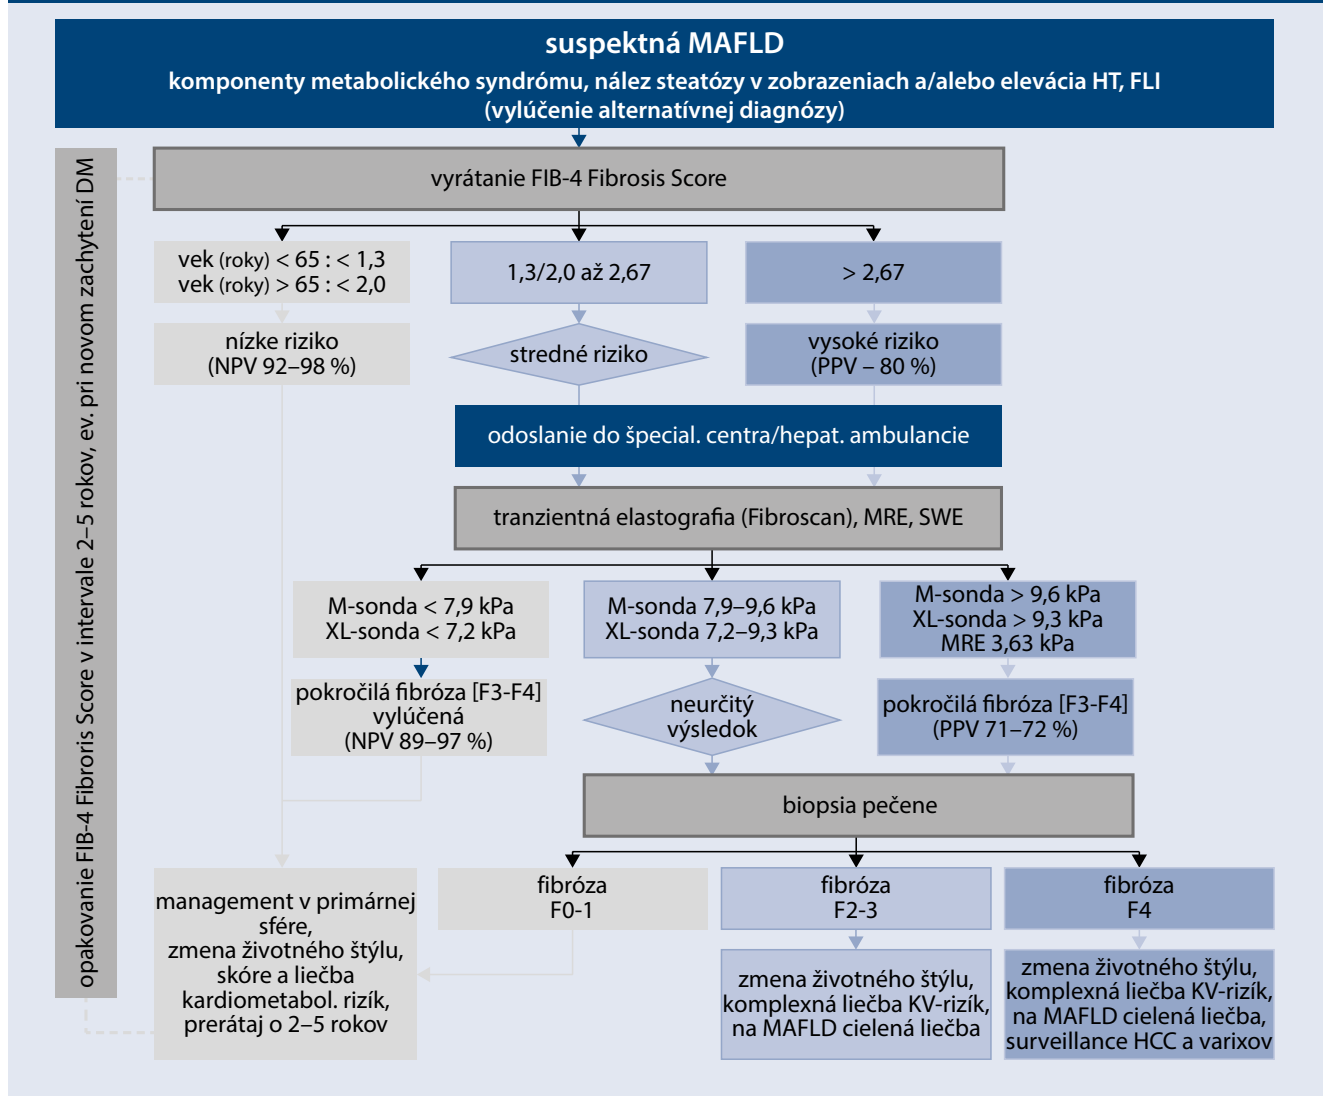 suspektná MAFLD
komponenty metabolického syndrómu, nález steatózy v zobrazeniach a/alebo elevácia HT, FLI
(vylúčenie alternatívnej diagnózy)
opakovanie FIB-4 Fibroris Score v intervale 2–5 rokov, ev. pri novom zachytení DM
vyrátanie FIB-4 Fibrosis Score
vek (roky) < 65 : < 1,3
vek (roky) > 65 : < 2,0
1,3/2,0 až 2,67
> 2,67
nízke riziko
(NPV 92–98 %)
stredné riziko
vysoké riziko
(PPV – 80 %)
odoslanie do špecial. centra/hepat. ambulancie
tranzientná elastografia (Fibroscan), MRE, SWE
M-sonda < 7,9 kPa
XL-sonda < 7,2 kPa
M-sonda 7,9–9,6 kPa
XL-sonda 7,2–9,3 kPa
M-sonda > 9,6 kPa
XL-sonda > 9,3 kPa
MRE 3,63 kPa
pokročilá fibróza [F3-F4]
vylúčená
(NPV 89–97 %)
neurčitý
výsledok
pokročilá fibróza [F3-F4]
(PPV 71–72 %)
biopsia pečene
management v primárnej
sfére,
zmena životného štýlu,
skóre a liečba
kardiometabol. rizík,
prerátaj o 2–5 rokov
fibróza
F0-1
fibróza
F2-3
fibróza
F4
zmena životného štýlu,
komplexná liečba KV-rizík,
na MAFLD cielená liečba
zmena životného štýlu,
komplexná liečba KV-rizík,
na MAFLD cielená liečba,
surveillance HCC a varixov